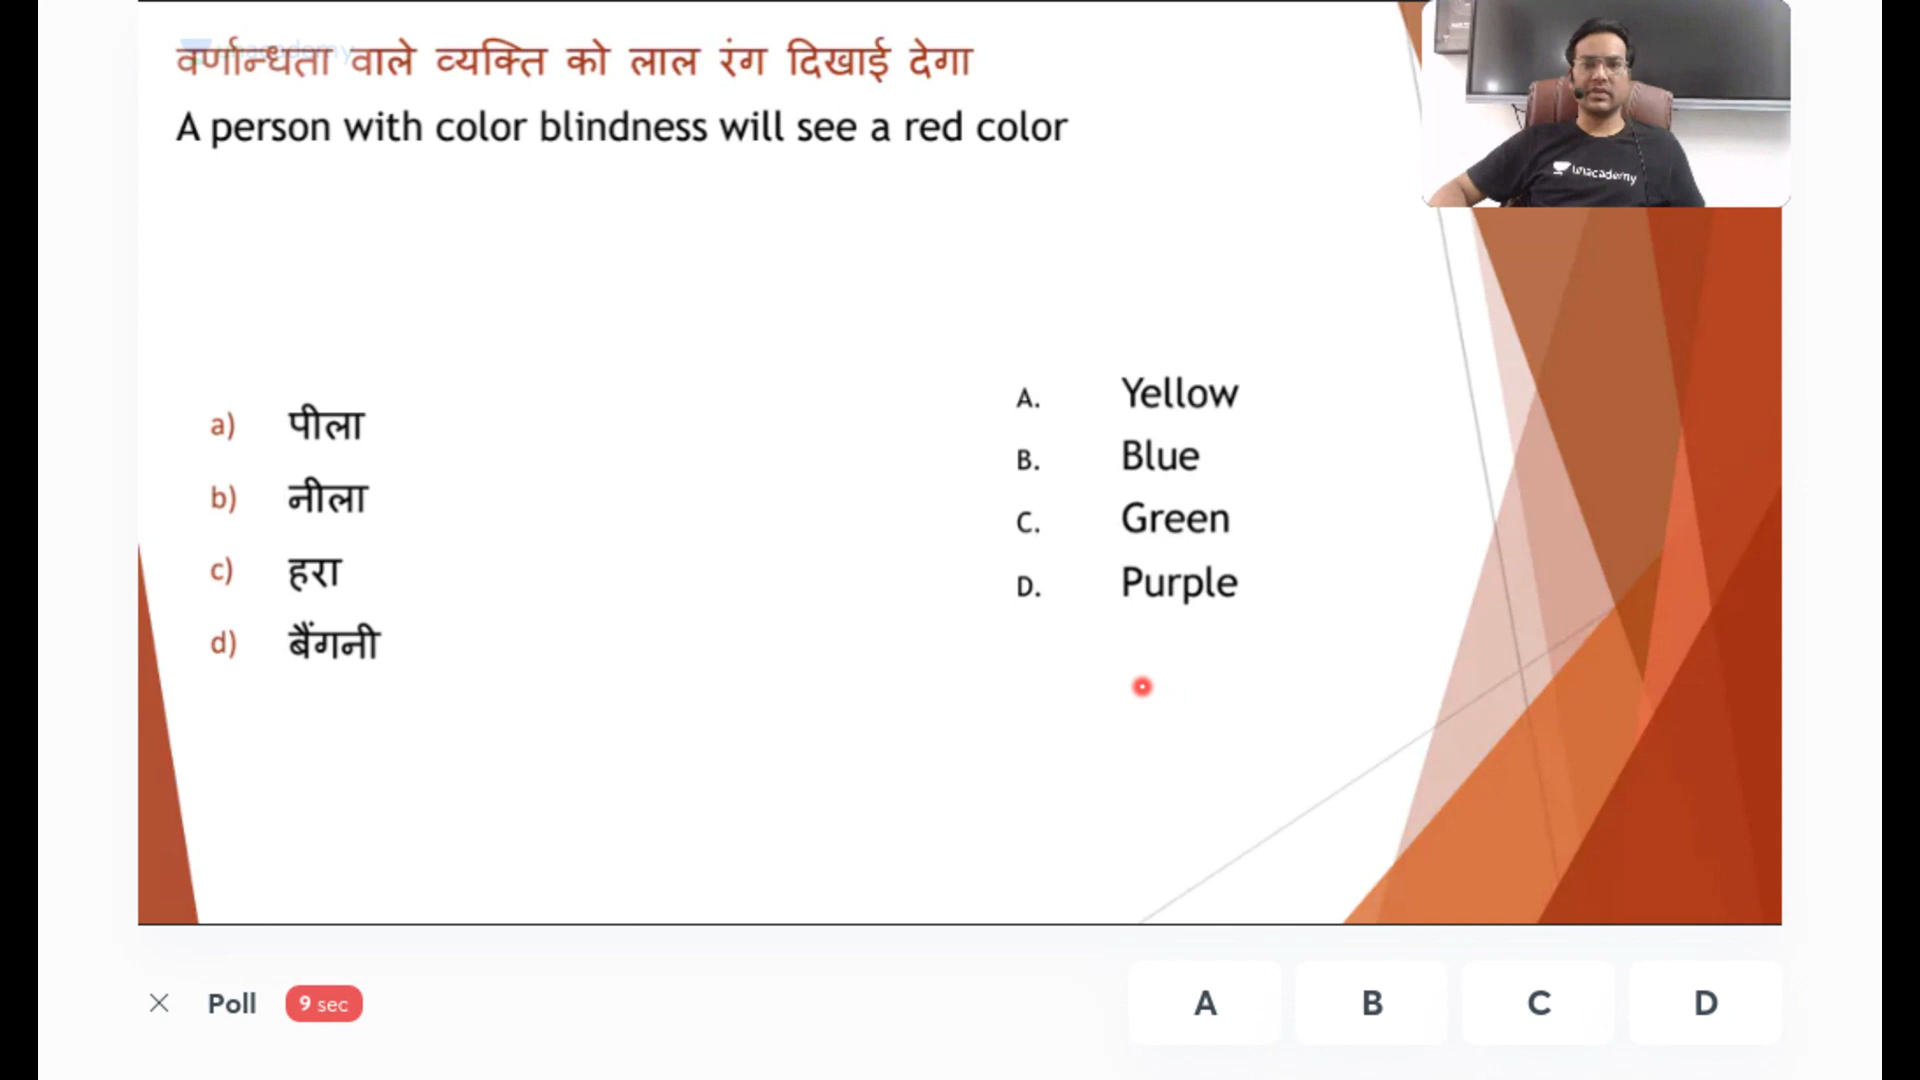 वर्णान्धता वाले व्यक्ति को लाल रंग दिखाई देगा
A person with color blindness will see a red color
unacademy
a) पीला
b) नीला
c) हरा
d) बैंगनी
A. Yellow
B. Blue
C. Green
D. Purple
Poll 9 sec
A B C D